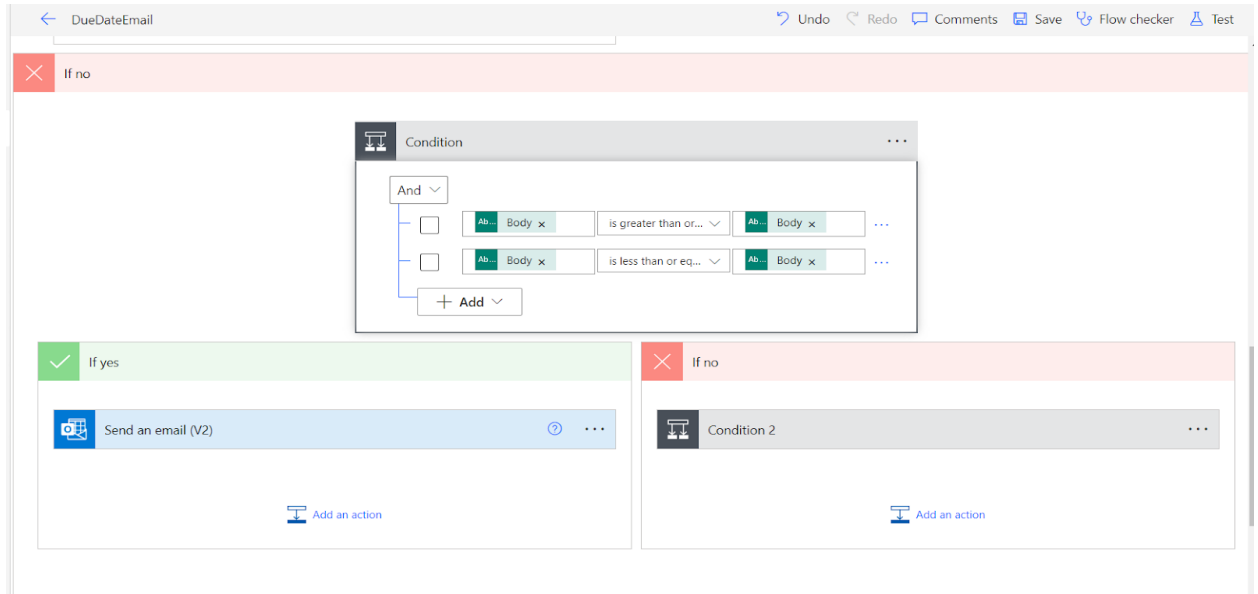 DueDateEmail Undo Redo Comments Save Flow checker Test
If no
Condition ...
And
Ab... Body x is greater than or... Ab... Body x ...
Ab... Body x is less than or eq... Ab... Body x ...
+ Add
If yes
If no
Send an email (V2) ? ...
Condition 2 ...
Add an action
Add an action